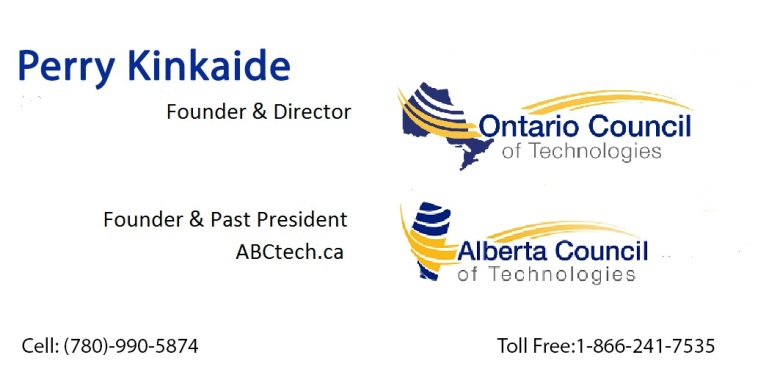 Perry Kinkaide
Founder & Director
Ontario Council
of Technologies
Founder & Past President
ABCtech.ca
Alberta Council
of Technologies
Cell: (780)-990-5874
Toll Free:1-866-241-7535